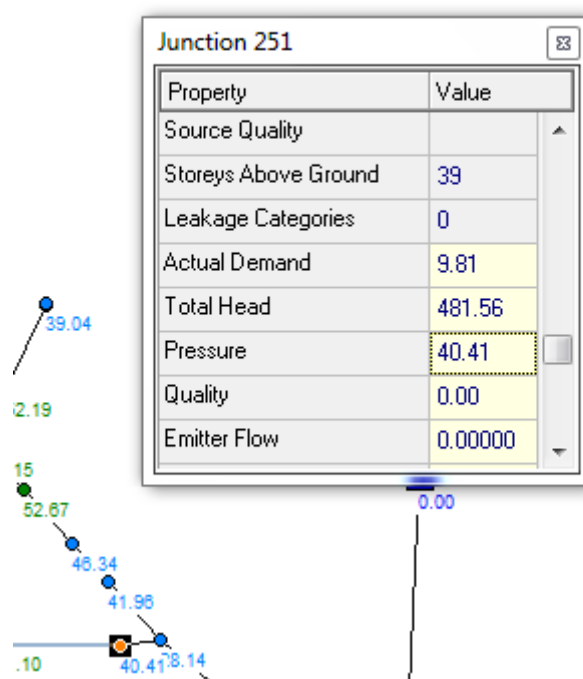 Junction 251
Property Value
Source Quality
Storeys Above Ground 39
Leakage Categories 0
Actual Demand 9.81
Total Head 481.56
Pressure 40.41
Quality 0.00
Emitter Flow 0.00000
39.04
2.19
15
52.67
0.00
46.34
41.96
.10
40.41
8.14